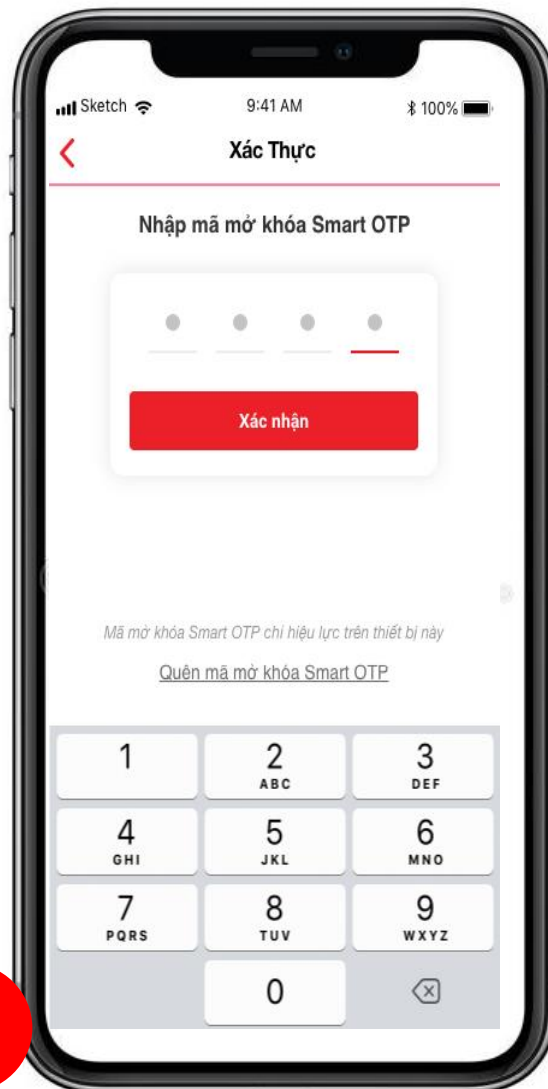 Sketch 9:41 AM 100%
Xác Thực
Nhập mã mở khóa Smart OTP
Xác nhận
Mã mở khóa Smart OTP chỉ hiệu lực trên thiết bị này
Quên mã mở khóa Smart OTP
1 2 3
ABC DEF
4 5 6
GHI JKL MNO
7 8 9
PQRS TUV WXYZ
0